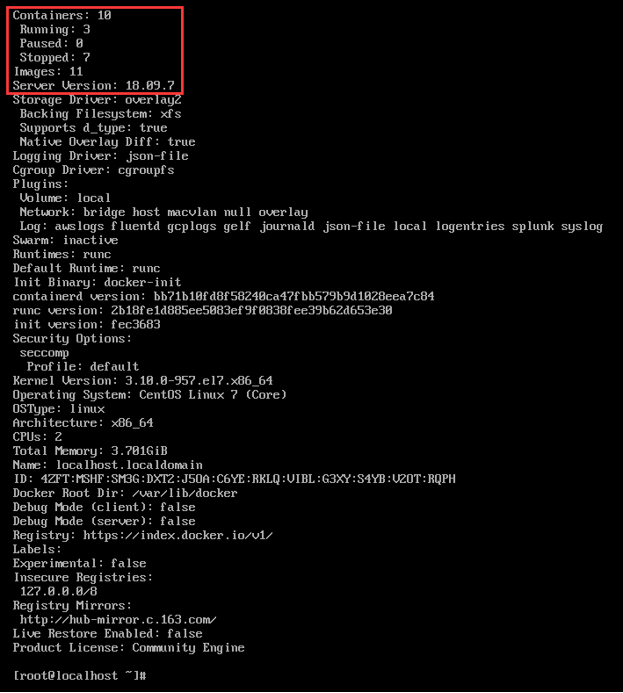 Containers: 10
 Running: 3
 Paused: 0
 Stopped: 7
Images: 11
Server Version: 18.09.7
Storage Driver: overlay2
 Backing Filesystem: xfs
 Supports d_type: true
 Native Overlay Diff: true
Logging Driver: json-file
Cgroup Driver: cgroupfs
Plugins:
 Volume: local
 Network: bridge host macvlan null overlay
 Log: awslogs fluentd gcplogs gelf journald json-file local logentries splunk syslog
Swarm: inactive
Runtimes: runc
Default Runtime: runc
Init Binary: docker-init
containerd version: bb71b10fd8f58240ca47fbb579b9d1028eea7c84
runc version: 2b18fe1d885ee5083ef9f0838fee39b62d653e30
init version: fec3683
Security Options:
 seccomp
  Profile: default
Kernel Version: 3.10.0-957.el7.x86_64
Operating System: CentOS Linux 7 (Core)
OSType: linux
Architecture: x86_64
CPUs: 2
Total Memory: 3.701GiB
Name: localhost.localdomain
ID: 4ZFT:MSHF:SM3G:DXT2:J5OA:C6YE:RKLQ:VIBL:G3XY:S4YB:V2OT:RQPH
Docker Root Dir: /var/lib/docker
Debug Mode (client): false
Debug Mode (server): false
Registry: https://index.docker.io/v1/
Labels:
Experimental: false
Insecure Registries:
 127.0.0.0/8
Registry Mirrors:
 http://hub-mirror.c.163.com/
Live Restore Enabled: false
Product License: Community Engine
[root@localhost ~]#